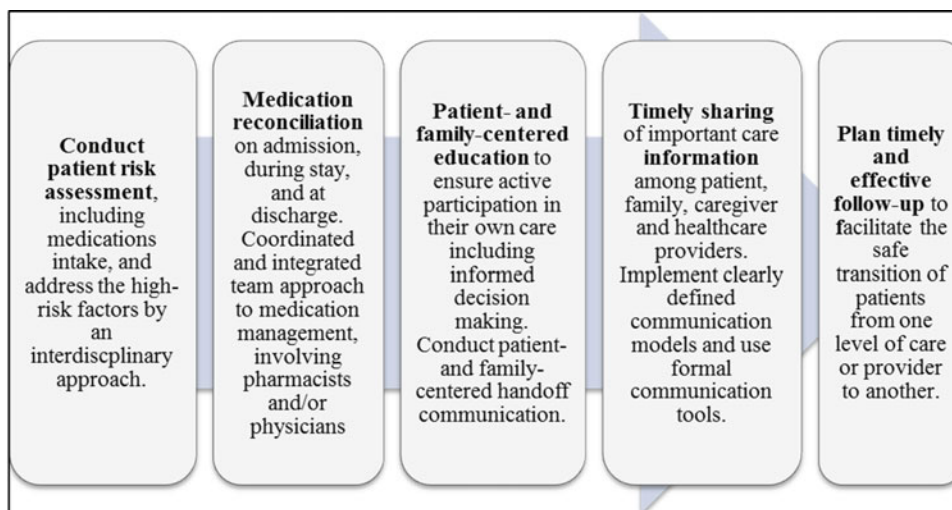 Conduct
patient risk
assessment,
including
medications
intake, and
address the high-
risk factors by
an
interdiscplinary
approach.
Medication
reconciliation
on admission,
during stay,
and at
discharge.
Coordinated
and integrated
team approach
to medication
management,
involving
pharmacists
and/or
physicians
Patient- and
family-centered
education to
ensure active
participation in
their own care
including
informed
decision
making.
Conduct patient-
and family-
centered handoff
communication.
Timely sharing
of important care
information
among patient,
family, caregiver
and healthcare
providers.
Implement clearly
defined
communication
models and use
formal
communication
tools.
Plan timely
and
effective
follow-up to
facilitate the
safe
transition of
patients
from one
level of care
or provider
to another.